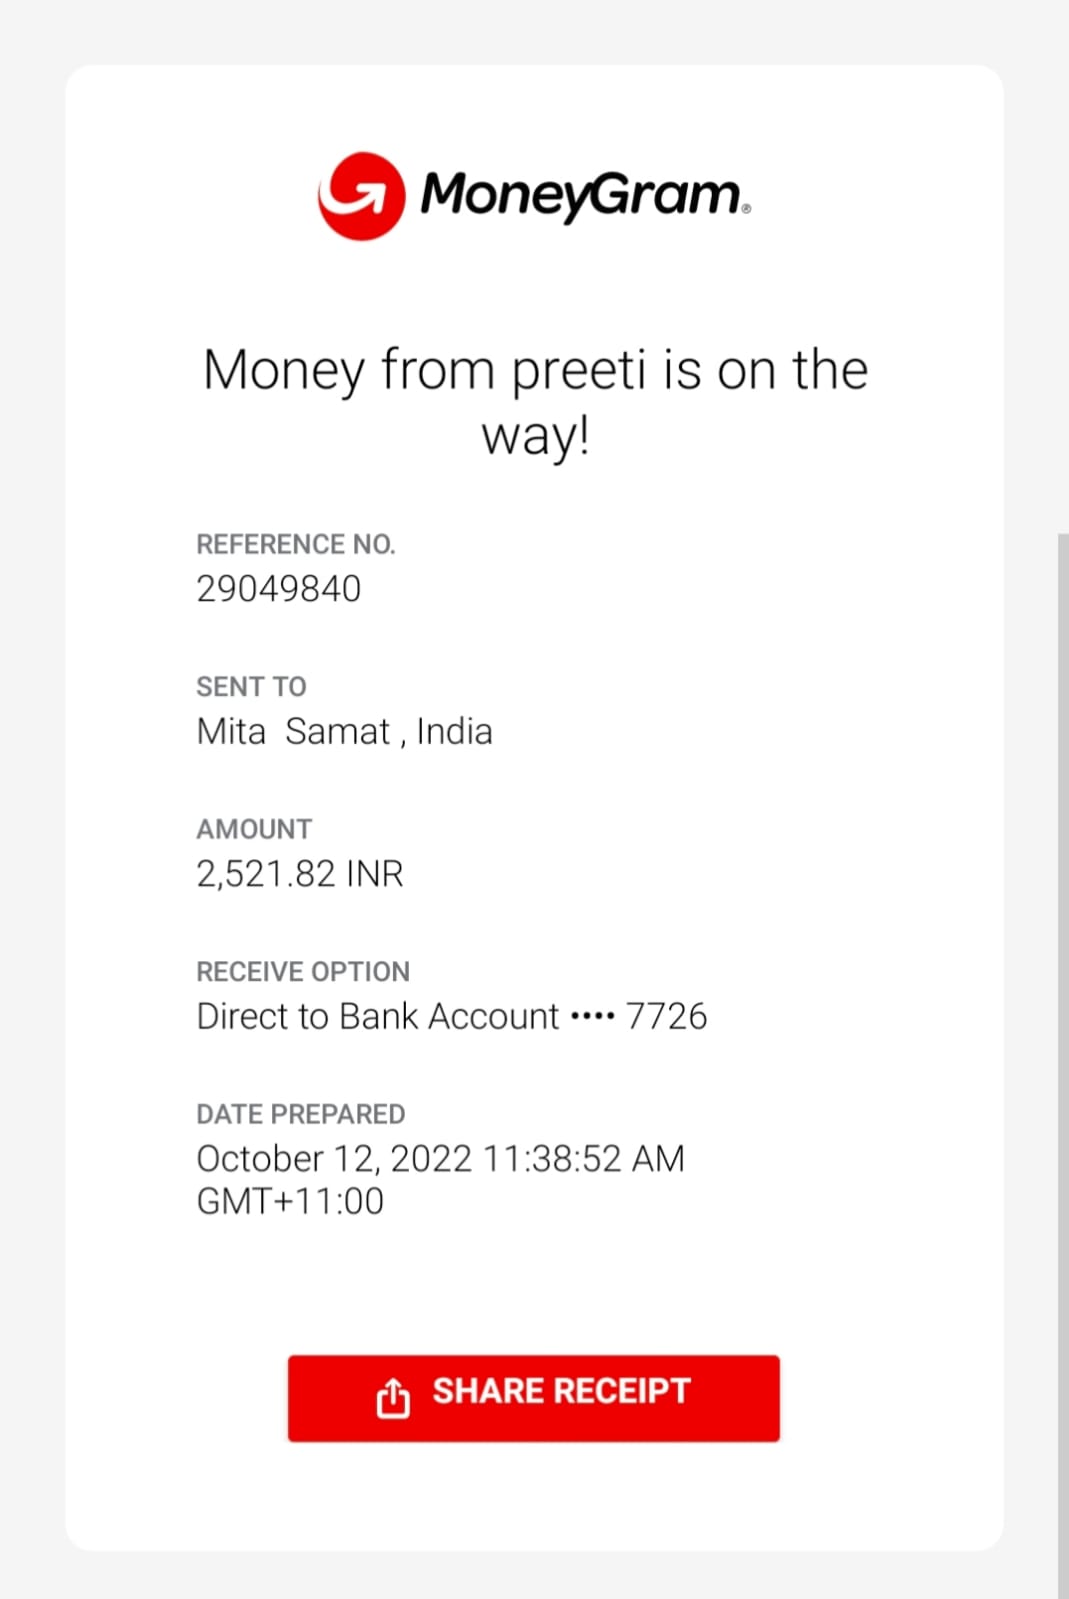 MoneyGram®
Money from preeti is on the
way!
REFERENCE NO.
29049840
SENT TO
Mita  Samat , India
AMOUNT
2,521.82 INR
RECEIVE OPTION
Direct to Bank Account •••• 7726
DATE PREPARED
October 12, 2022 11:38:52 AM
GMT+11:00
SHARE RECEIPT